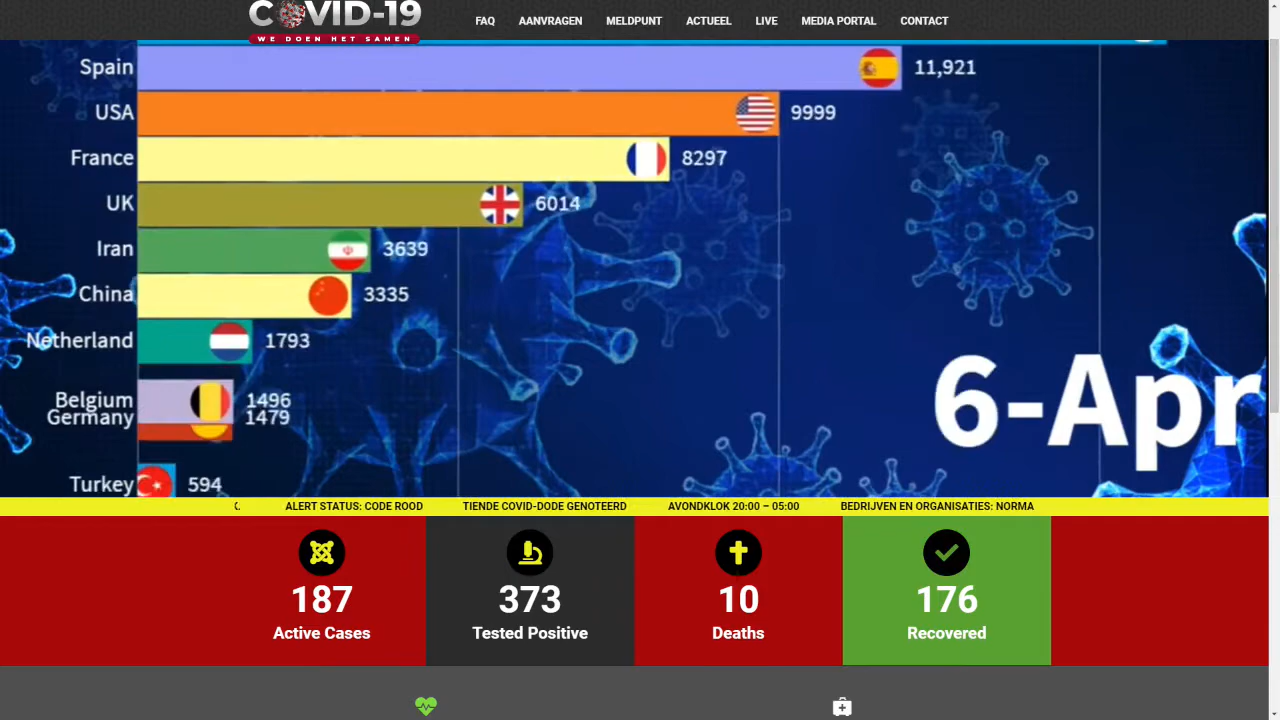 COVID-19
WE DOEN HET SAMEN
FAQ AANVRAGEN MELDPUNT ACTUEEL LIVE MEDIA PORTAL CONTACT
Spain 11,921
USA 9999
France 8297
UK 6014
Iran 3639
China 3335
Netherland 1793
Belgium 1496
Germany 1479
Turkey 594
6-Apr
ALERT STATUS: CODE ROOD TIENDE COVID-DODE GENOTEERD AVONDKLOK 20:00 – 05:00 BEDRIJVEN EN ORGANISATIES: NORMA
187 373 10 176
Active Cases Tested Positive Deaths Recovered